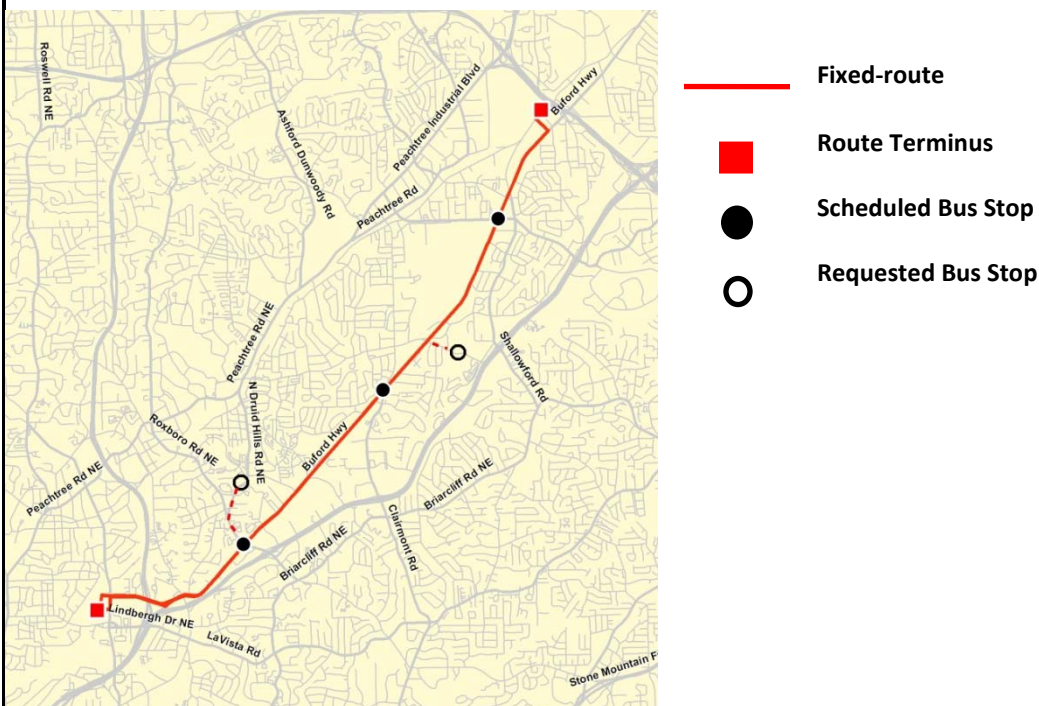 Roswell Rd NE
Ashford Dunwoody Rd
Peachtree Industrial Blvd
Buford Hwy
Peachtree Rd
Peachtree Rd NE
Shallowford Rd
N Druid Hills Rd NE
Roxboro Rd NE
Buford Hwy
Peachtree Rd NE
Briarcliff Rd NE
Clairmont Rd
Briarcliff Rd NE
Lindbergh Dr NE
LaVista Rd
Stone Mountain F
Fixed-route
Route Terminus
Scheduled Bus Stop
Requested Bus Stop